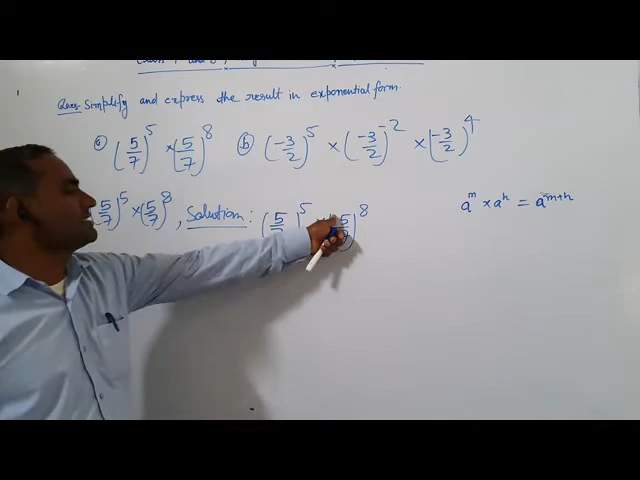 Ques. Simplify and express the result in exponential form.
a) (5/7)^5 × (5/7)^8 b) (-3/2)^5 × (-3/2)^-2 × (-3/2)^4
(5/7)^5 × (5/7)^8, Solution: (5/7)^5 (5/7)^8 a^m × a^n = a^m+n